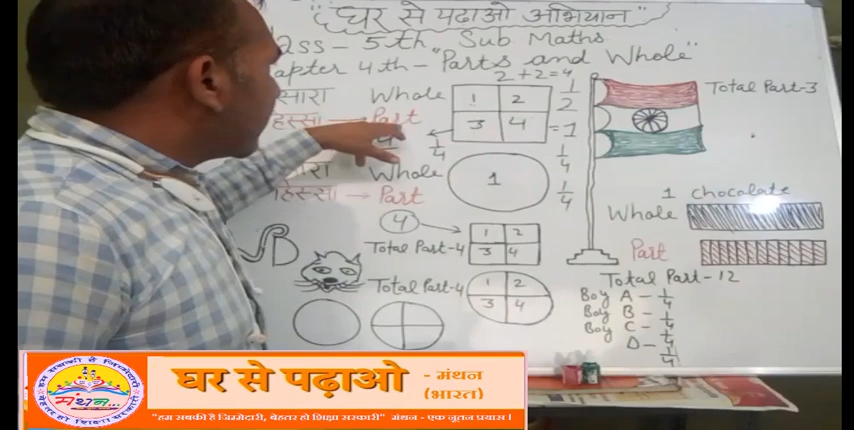 "घर से पढ़ाओ अभियान"
5th, Sub Maths
4th - Parts and Whole"
2+2=4
Whole
1 2
3 4
1/2
=1
Total Part-3
Part
1/4
Whole
1
1/4
1/4
हिस्सा → Part
4
1 2
3 4
Total Part-4
1 chocolate
Whole
Part
Total Part-4
1 2
3 4
Total Part-12
Boy A - 1/4
Boy B - 1/4
Boy C - 1/4
D - 1/4
घर से पढ़ाओ - मंथन
(भारत)
"हम सबकी है जिम्मेदारी, बेहतर हो शिक्षा सरकारी" मंथन - एक नूतन प्रयास।
मंथन...